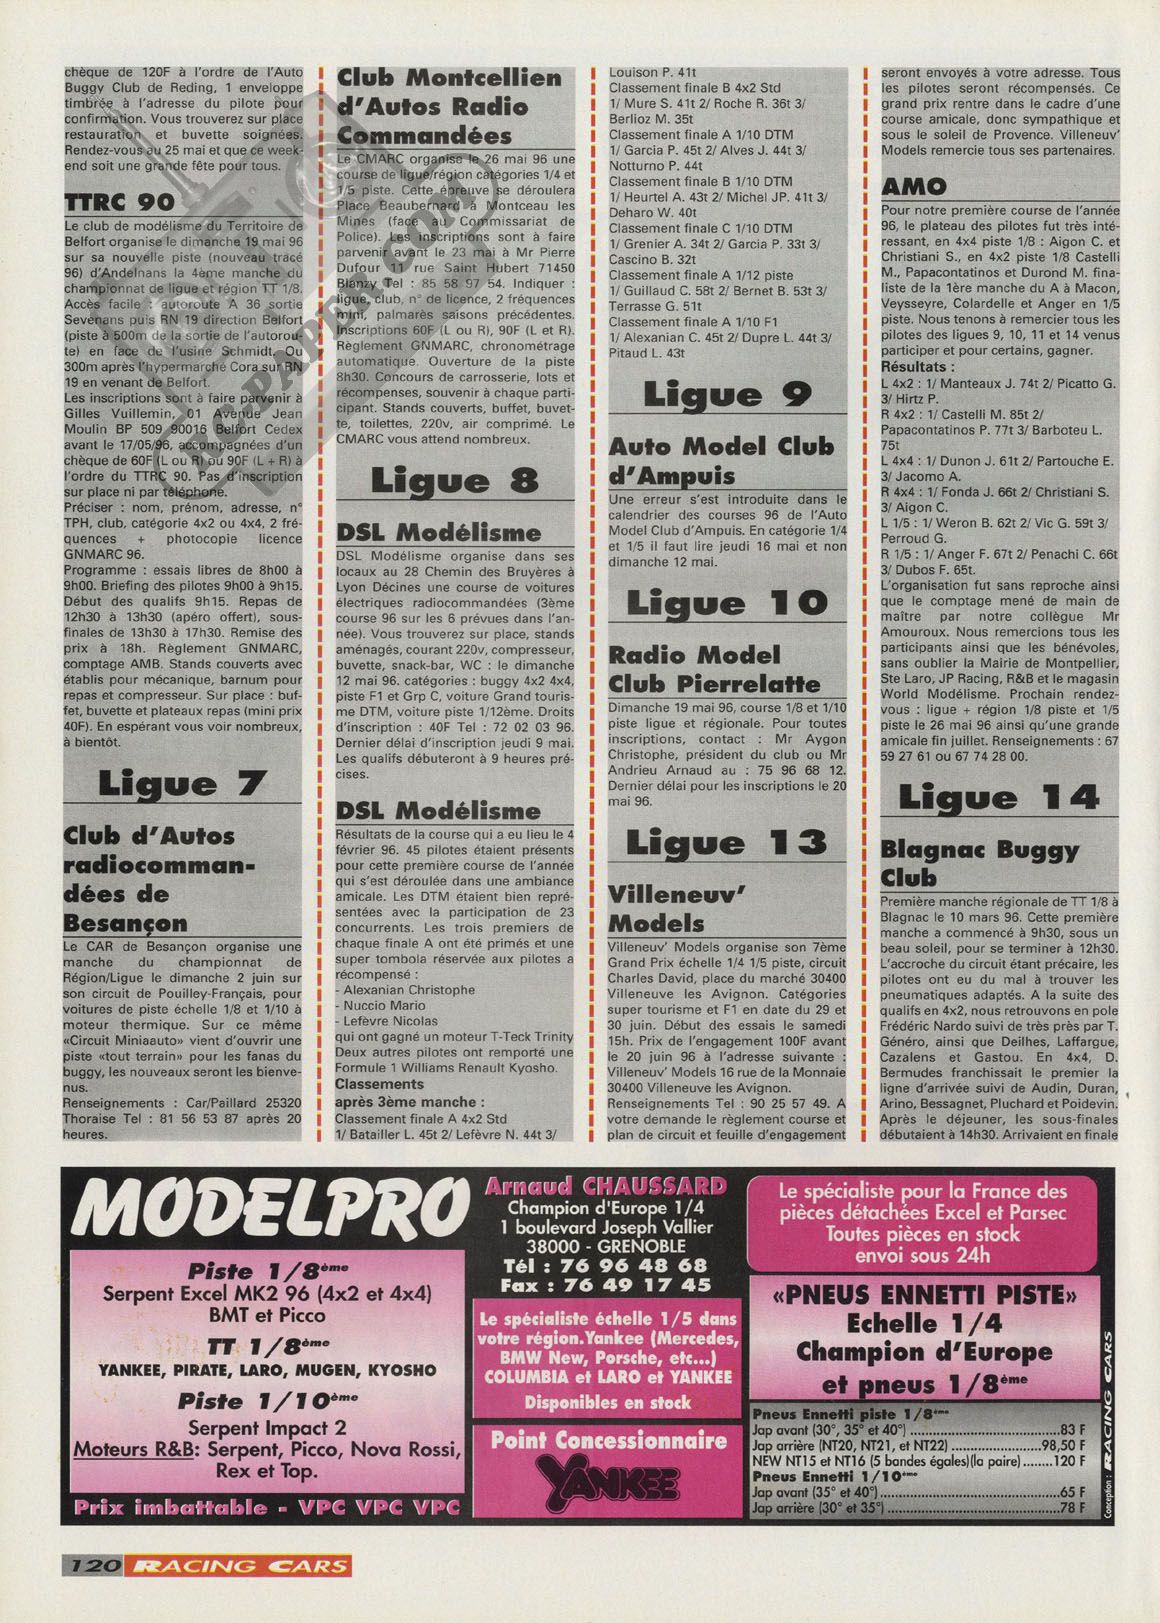 chèque de 120F à l'ordre de l'Auto
Buggy Club de Reding, 1 enveloppe
timbrée à l'adresse du pilote pour
confirmation. Vous trouverez sur place
restauration et buvette soignées.
Rendez-vous au 25 mai et que ce week-
end soit une grande fête pour tous.
TTRC 90
Le club de modélisme du Territoire de
Belfort organise le dimanche 19 mai 96
sur sa nouvelle piste (nouveau tracé
96) d'Andelnans la 4ème manche du
championnat de ligue et région TT 1/8.
Accès facile : autoroute A 36 sortie
Sevenans puis RN 19 direction Belfort
(piste à 500m de la sortie de l'autorou-
te) en face de l'usine Schmidt. Ou
300m après l'hypermarché Cora sur RN
19 en venant de Belfort.
Les inscriptions sont à faire parvenir à
Gilles Vuillemin, 01 Avenue Jean
Moulin BP 509 90016 Belfort Cedex
avant le 17/05/96, accompagnées d'un
chèque de 60F (L ou R) ou 90F (L + R) à
l'ordre du TTRC 90. Pas d'inscription
sur place ni par téléphone.
Préciser : nom, prénom, adresse, n°
TPH, club, catégorie 4x2 ou 4x4, 2 fré-
quences + photocopie licence
GNMARC 96.
Programme : essais libres de 8h00 à
9h00. Briefing des pilotes 9h00 à 9h15.
Début des qualifs 9h15. Repas de
12h30 à 13h30 (apéro offert), sous-
finales de 13h30 à 17h30. Remise des
prix à 18h. Règlement GNMARC,
comptage AMB. Stands couverts avec
établis pour mécanique, barnum pour
repas et compresseur. Sur place : buf-
fet, buvette et plateaux repas (mini prix
40F). En espérant vous voir nombreux,
à bientôt.
Ligue 7
Club d'Autos
radiocomman-
dées de
Besançon
Le CAR de Besançon organise une
manche du championnat de
Région/Ligue le dimanche 2 juin sur
son circuit de Pouilley-Français, pour
voitures de piste échelle 1/8 et 1/10 à
moteur thermique. Sur ce même
«Circuit Miniaauto» vient d'ouvrir une
piste «tout terrain» pour les fanas du
buggy, les nouveaux seront les bienve-
nus.
Renseignements : Car/Paillard 25320
Thoraise Tel : 81 56 53 87 après 20
heures.
Club Montcellien
d'Autos Radio
Commandées
Le CMARC organise le 26 mai 96 une
course de ligue/région catégories 1/4 et
1/5 piste. Cette épreuve se déroulera
Place Beaubernard à Montceau les
Mines (face au Commissariat de
Police). Les inscriptions sont à faire
parvenir avant le 23 mai à Mr Pierre
Dufour 11 rue Saint Hubert 71450
Blanzy Tel : 85 58 97 54. Indiquer :
ligue, club, n° de licence, 2 fréquences
mini, palmarès saisons précédentes.
Inscriptions 60F (L ou R), 90F (L et R).
Règlement GNMARC, chronométrage
automatique. Ouverture de la piste
8h30. Concours de carrosserie, lots et
récompenses, souvenir à chaque parti-
cipant. Stands couverts, buffet, buvet-
te, toilettes, 220v, air comprimé. Le
CMARC vous attend nombreux.
Ligue 8
DSL Modélisme
DSL Modélisme organise dans ses
locaux au 28 Chemin des Bruyères à
Lyon Décines une course de voitures
électriques radiocommandées (3ème
course 96 sur les 6 prévues dans l'an-
née). Vous trouverez sur place, stands
aménagés, courant 220v, compresseur,
buvette, snack-bar, WC : le dimanche
12 mai 96. catégories : buggy 4x2 4x4,
piste F1 et Grp C, voiture Grand touris-
me DTM, voiture piste 1/12ème. Droits
d'inscription : 40F Tel : 72 02 03 96.
Dernier délai d'inscription jeudi 9 mai.
Les qualifs débuteront à 9 heures pré-
cises.
DSL Modélisme
Résultats de la course qui a eu lieu le 4
février 96. 45 pilotes étaient présents
pour cette première course de l'année
qui s'est déroulée dans une ambiance
amicale. Les DTM étaient bien repré-
sentées avec la participation de 23
concurrents. Les trois premiers de
chaque finale A ont été primés et une
super tombola réservée aux pilotes a
récompensé :
- Alexanian Christophe
- Nuccio Mario
- Lefèvre Nicolas
qui ont gagné un moteur T-Teck Trinity
Deux autres pilotes ont remporté une
Formule 1 Williams Renault Kyosho.
Classements
après 3ème manche :
Classement finale A 4x2 Std
1/ Batailler L. 45t 2/ Lefèvre N. 44t 3/
Louison P. 41t
Classement finale B 4x2 Std
1/ Mure S. 41t 2/ Roche R. 36t 3/
Berlioz M. 35t
Classement finale A 1/10 DTM
1/ Garcia P. 45t 2/ Alves J. 44t 3/
Notturno P. 44t
Classement finale B 1/10 DTM
1/ Heurtel A. 43t 2/ Michel JP. 41t 3/
Deharo W. 40t
Classement finale C 1/10 DTM
1/ Grenier A. 34t 2/ Garcia P. 33t 3/
Cascino B. 32t
Classement finale A 1/12 piste
1/ Guillaud C. 58t 2/ Bernet B. 53t 3/
Terrasse G. 51t
Classement finale A 1/10 F1
1/ Alexanian C. 45t 2/ Dupre L. 44t 3/
Pitaud L. 43t
Ligue 9
Auto Model Club
d'Ampuis
Une erreur s'est introduite dans le
calendrier des courses 96 de l'Auto
Model Club d'Ampuis. En catégorie 1/4
et 1/5 il faut lire jeudi 16 mai et non
dimanche 12 mai.
Ligue 10
Radio Model
Club Pierrelatte
Dimanche 19 mai 96, course 1/8 et 1/10
piste ligue et régionale. Pour toutes
inscriptions, contact : Mr Aygon
Christophe, président du club ou Mr
Andrieu Arnaud au : 75 96 68 12.
Dernier délai pour les inscriptions le 20
mai 96.
Ligue 13
Villeneuv'
Models
Villeneuv' Models organise son 7ème
Grand Prix échelle 1/4 1/5 piste, circuit
Charles David, place du marché 30400
Villeneuve les Avignon. Catégories
super tourisme et F1 en date du 29 et
30 juin. Début des essais le samedi
15h. Prix de l'engagement 100F avant
le 20 juin 96 à l'adresse suivante :
Villeneuv' Models 16 rue de la Monnaie
30400 Villeneuve les Avignon.
Renseignements Tel : 90 25 57 49. A
votre demande le règlement course et
plan de circuit et feuille d'engagement
seront envoyés à votre adresse. Tous
les pilotes seront récompensés. Ce
grand prix rentre dans le cadre d'une
course amicale, donc sympathique et
sous le soleil de Provence. Villeneuv'
Models remercie tous ses partenaires.
AMO
Pour notre première course de l'année
96, le plateau des pilotes fut très inté-
ressant, en 4x4 piste 1/8 : Aigon C. et
Christiani S., en 4x2 piste 1/8 Castelli
M., Papacontatinos et Durond M. fina-
liste de la 1ère manche du A à Macon,
Veysseyre, Colardelle et Anger en 1/5
piste. Nous tenons à remercier tous les
pilotes des ligues 9, 10, 11 et 14 venus
participer et pour certains, gagner.
Résultats :
L 4x2 : 1/ Manteaux J. 74t 2/ Picatto G.
3/ Hirtz P.
R 4x2 : 1/ Castelli M. 85t 2/
Papacontatinos P. 77t 3/ Barboteu L.
75t
L 4x4 : 1/ Dunon J. 61t 2/ Partouche E.
3/ Jacomo A.
R 4x4 : 1/ Fonda J. 66t 2/ Christiani S.
3/ Aigon C.
L 1/5 : 1/ Weron B. 62t 2/ Vic G. 59t 3/
Perroud G.
R 1/5 : 1/ Anger F. 67t 2/ Penachi C. 66t
3/ Dubos F. 65t.
L'organisation fut sans reproche ainsi
que le comptage mené de main de
maître par notre collègue Mr
Amouroux. Nous remercions tous les
participants ainsi que les bénévoles,
sans oublier la Mairie de Montpellier,
Ste Laro, JP Racing, R&B et le magasin
World Modélisme. Prochain rendez-
vous : ligue + région 1/8 piste et 1/5
piste le 26 mai 96 ainsi qu'une grande
amicale fin juillet. Renseignements : 67
59 27 61 ou 67 74 28 00.
Ligue 14
Blagnac Buggy
Club
Première manche régionale de TT 1/8 à
Blagnac le 10 mars 96. Cette première
manche a commencé à 9h30, sous un
beau soleil, pour se terminer à 12h30.
L'accroche du circuit étant précaire, les
pilotes ont eu du mal à trouver les
pneumatiques adaptés. A la suite des
qualifs en 4x2, nous retrouvons en pole
Frédéric Nardo suivi de très près par T.
Généro, ainsi que Deilhes, Laffargue,
Cazalens et Gastou. En 4x4, D.
Bermudes franchissait le premier la
ligne d'arrivée suivi de Audin, Duran,
Arino, Bessagnet, Pluchard et Poidevin.
Après le déjeuner, les sous-finales
débutaient à 14h30. Arrivaient en finale
RC-PAPER.COM
MODELPRO
Piste 1/8ème
Serpent Excel MK2 96 (4x2 et 4x4)
BMT et Picco
TT 1/8ème
YANKEE, PIRATE, LARO, MUGEN, KYOSHO
Piste 1/10ème
Serpent Impact 2
Moteurs R&B: Serpent, Picco, Nova Rossi,
Rex et Top.
Prix imbattable - VPC VPC VPC
Arnaud CHAUSSARD
Champion d'Europe 1/4
1 boulevard Joseph Vallier
38000 - GRENOBLE
Tél : 76 96 48 68
Fax : 76 49 17 45
Le spécialiste échelle 1/5 dans
votre région.Yankee (Mercedes,
BMW New, Porsche, etc...)
COLUMBIA et LARO et YANKEE
Disponibles en stock
Point Concessionnaire
YANKEE
Le spécialiste pour la France des
pièces détachées Excel et Parsec
Toutes pièces en stock
envoi sous 24h
«PNEUS ENNETTI PISTE»
Echelle 1/4
Champion d'Europe
et pneus 1/8ème
Pneus Ennetti piste 1/8ème
Jap avant (30°, 35° et 40°)......83 F
Jap arrière (NT20, NT21, et NT22)......98,50 F
NEW NT15 et NT16 (5 bandes égales)(la paire)......120 F
Pneus Ennetti 1/10ème
Jap avant (35° et 40°)......65 F
Jap arrière (30° et 35°)......78 F
Conception : RACING CARS
120 RACING CARS